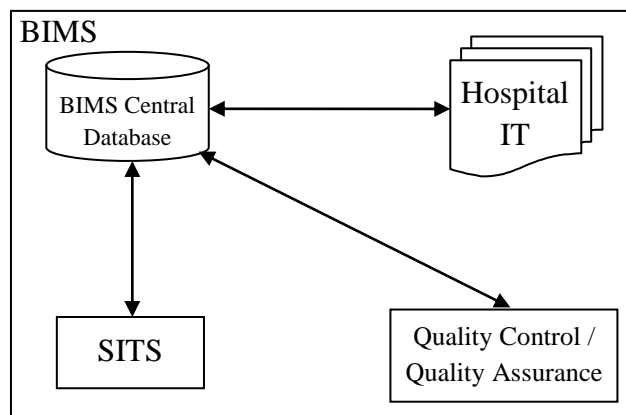 BIMS
BIMS Central
Database
Hospital
IT
SITS
Quality Control /
Quality Assurance